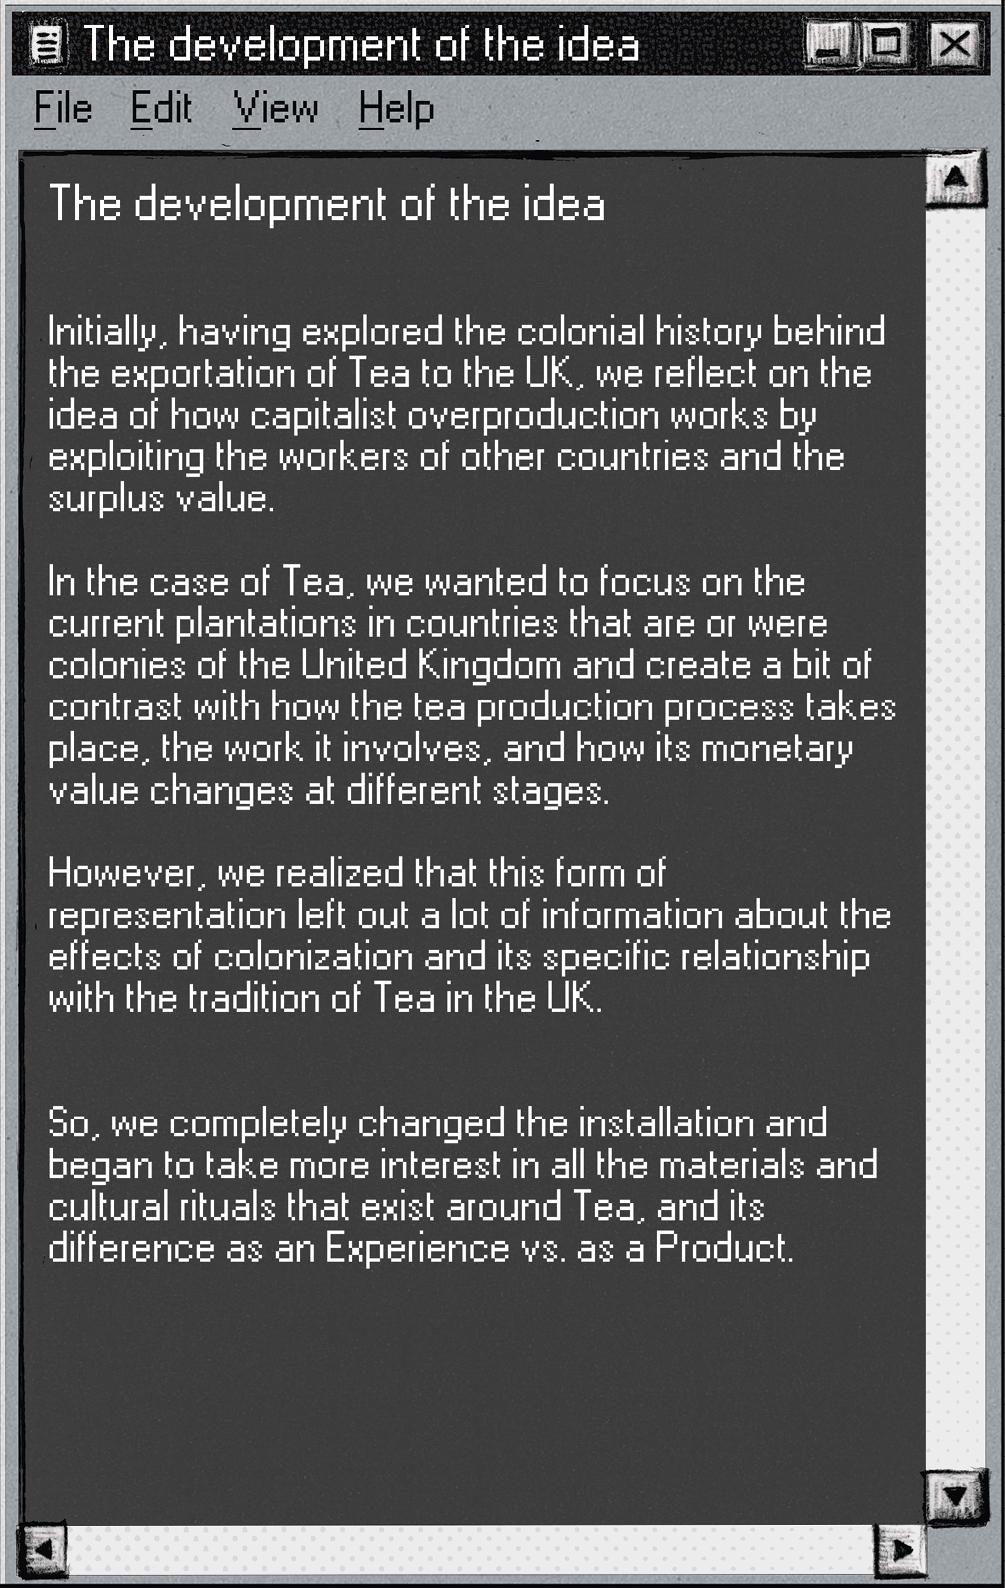 The development of the idea
File Edit View Help
The development of the idea
Initially, having explored the colonial history behind
the exportation of Tea to the UK, we reflect on the
idea of how capitalist overproduction works by
exploiting the workers of other countries and the
surplus value.
In the case of Tea, we wanted to focus on the
current plantations in countries that are or were
colonies of the United Kingdom and create a bit of
contrast with how the tea production process takes
place, the work it involves, and how its monetary
value changes at different stages.
However, we realized that this form of
representation left out a lot of information about the
effects of colonization and its specific relationship
with the tradition of Tea in the UK.
So, we completely changed the installation and
began to take more interest in all the materials and
cultural rituals that exist around Tea, and its
difference as an Experience vs. as a Product.